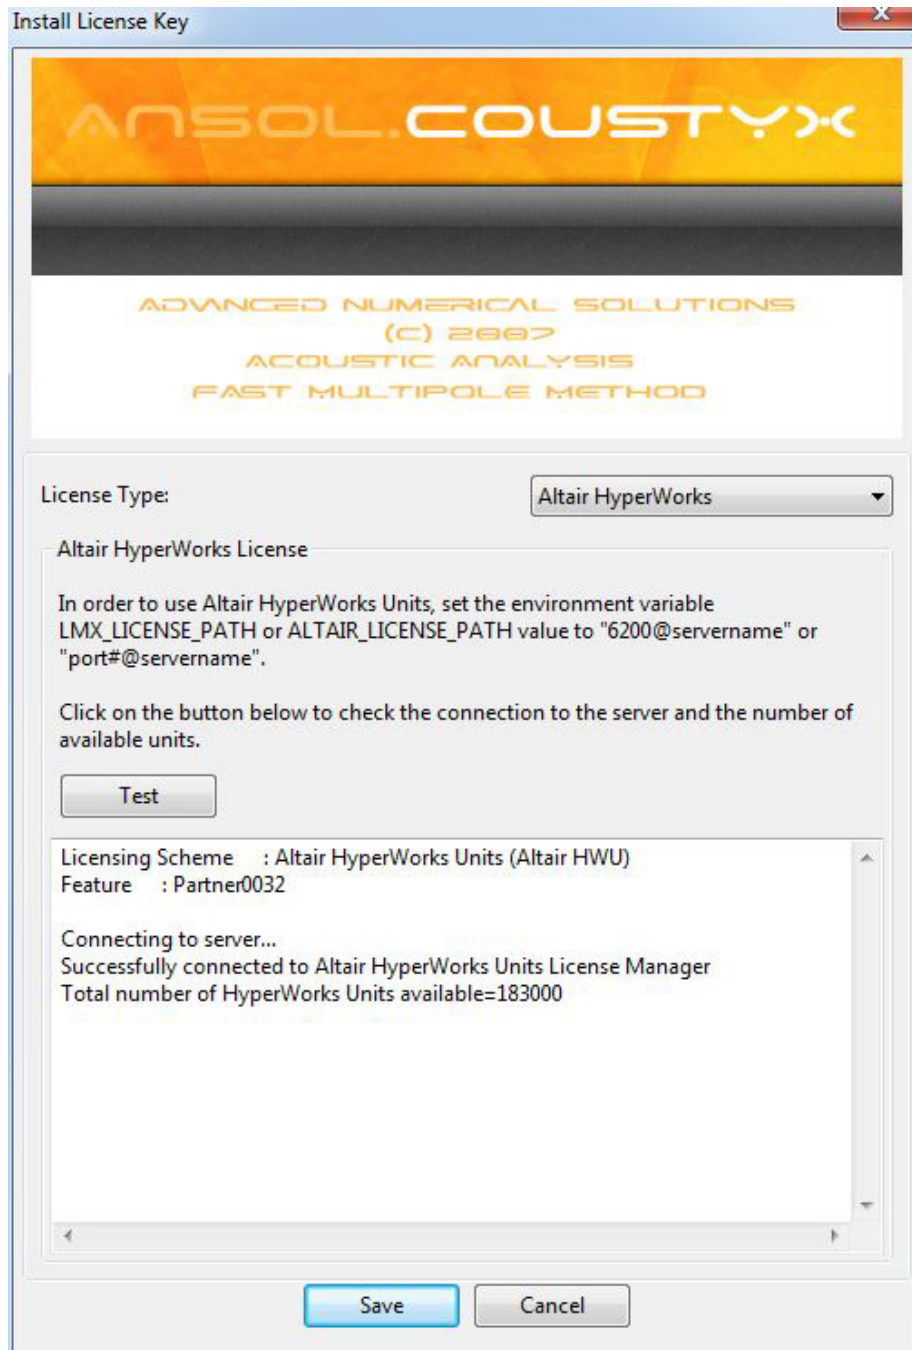 Install License Key
ANSOL.COUSTYX
ADVANCED NUMERICAL SOLUTIONS
(C) 2007
ACOUSTIC ANALYSIS
FAST MULTIPOLE METHOD
License Type:
Altair HyperWorks
Altair HyperWorks License
In order to use Altair HyperWorks Units, set the environment variable
LMX_LICENSE_PATH or ALTAIR_LICENSE_PATH value to "6200@servername" or
"port#@servername".
Click on the button below to check the connection to the server and the number of
available units.
Test
Licensing Scheme    : Altair HyperWorks Units (Altair HWU)
Feature    : Partner0032
Connecting to server...
Successfully connected to Altair HyperWorks Units License Manager
Total number of HyperWorks Units available=183000
Save
Cancel